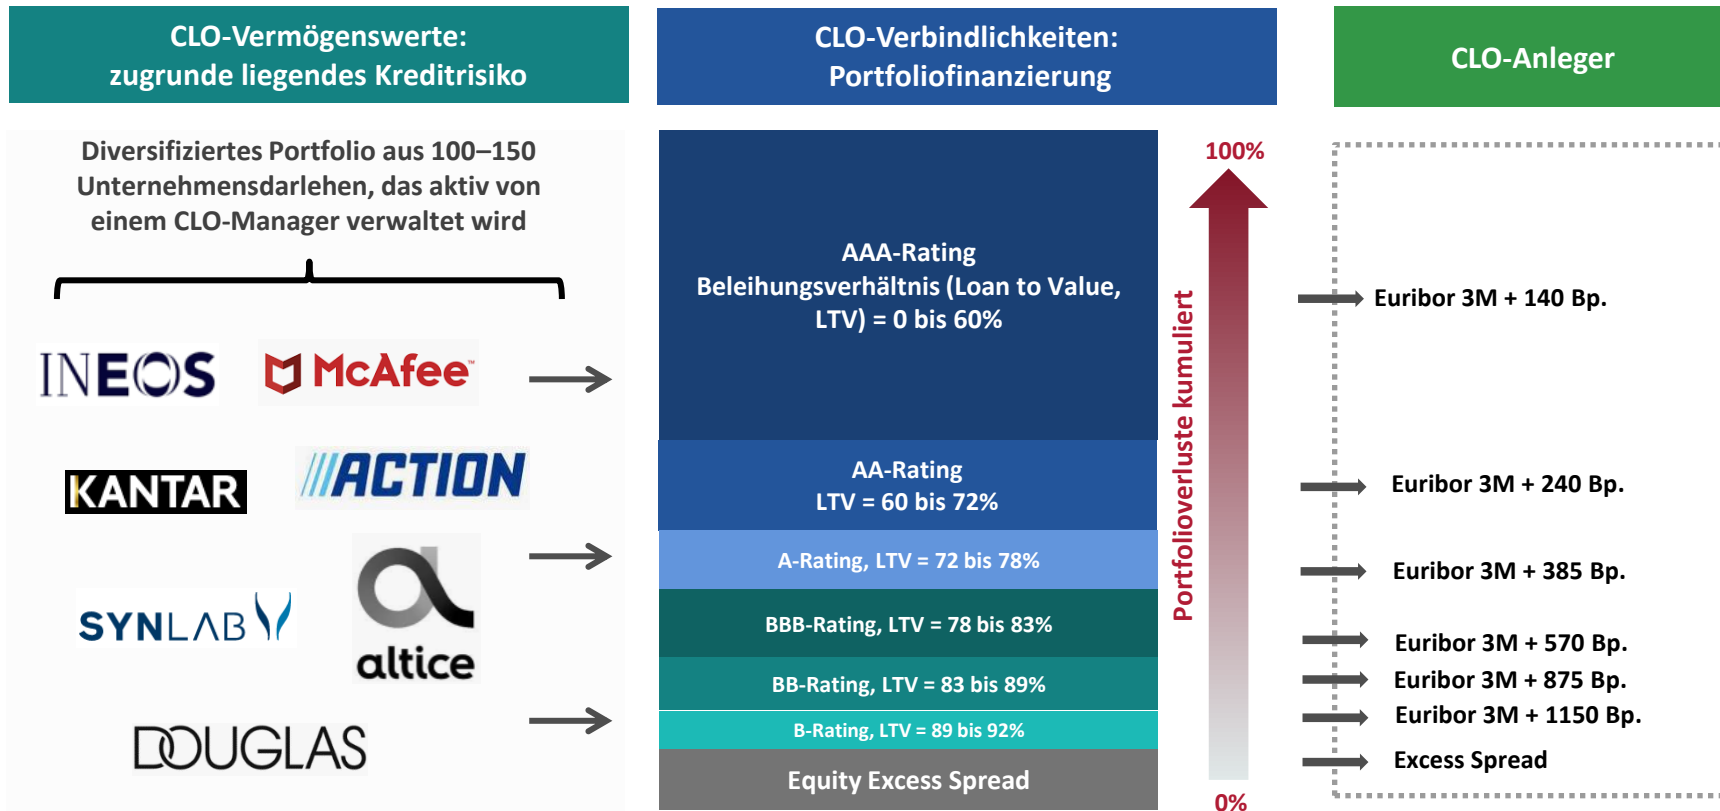 CLO-Vermögenswerte:
zugrunde liegendes Kreditrisiko
Diversifiziertes Portfolio aus 100–150
Unternehmensdarlehen, das aktiv von
einem CLO-Manager verwaltet wird
INEOS
McAfee™
KANTAR
ACTION
SYNLAB
altice
DOUGLAS
CLO-Verbindlichkeiten:
Portfoliofinanzierung
AAA-Rating
Beleihungsverhältnis (Loan to Value,
LTV) = 0 bis 60%
AA-Rating
LTV = 60 bis 72%
A-Rating, LTV = 72 bis 78%
BBB-Rating, LTV = 78 bis 83%
BB-Rating, LTV = 83 bis 89%
B-Rating, LTV = 89 bis 92%
Equity Excess Spread
100%
Portfolioverluste kumuliert
0%
CLO-Anleger
Euribor 3M + 140 Bp.
Euribor 3M + 240 Bp.
Euribor 3M + 385 Bp.
Euribor 3M + 570 Bp.
Euribor 3M + 875 Bp.
Euribor 3M + 1150 Bp.
Excess Spread